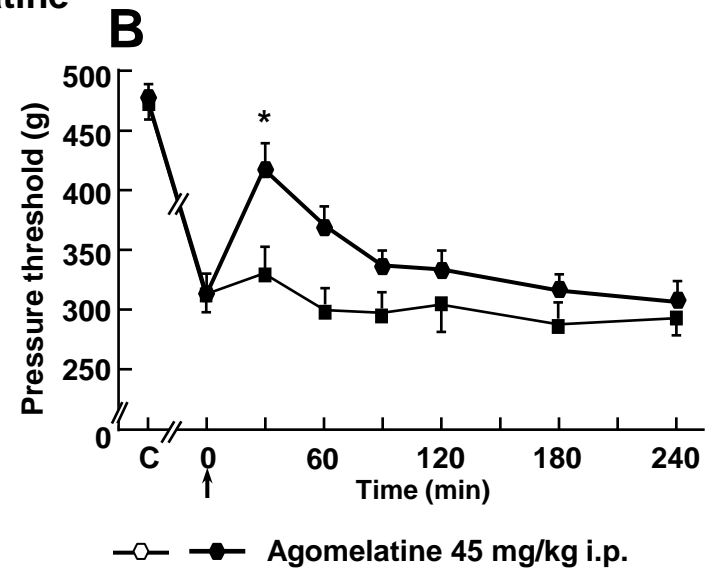 B
Pressure threshold (g)
500
450
400
350
300
250
0
*
C 0 60 120 180 240
Time (min)
Agomelatine 45 mg/kg i.p.